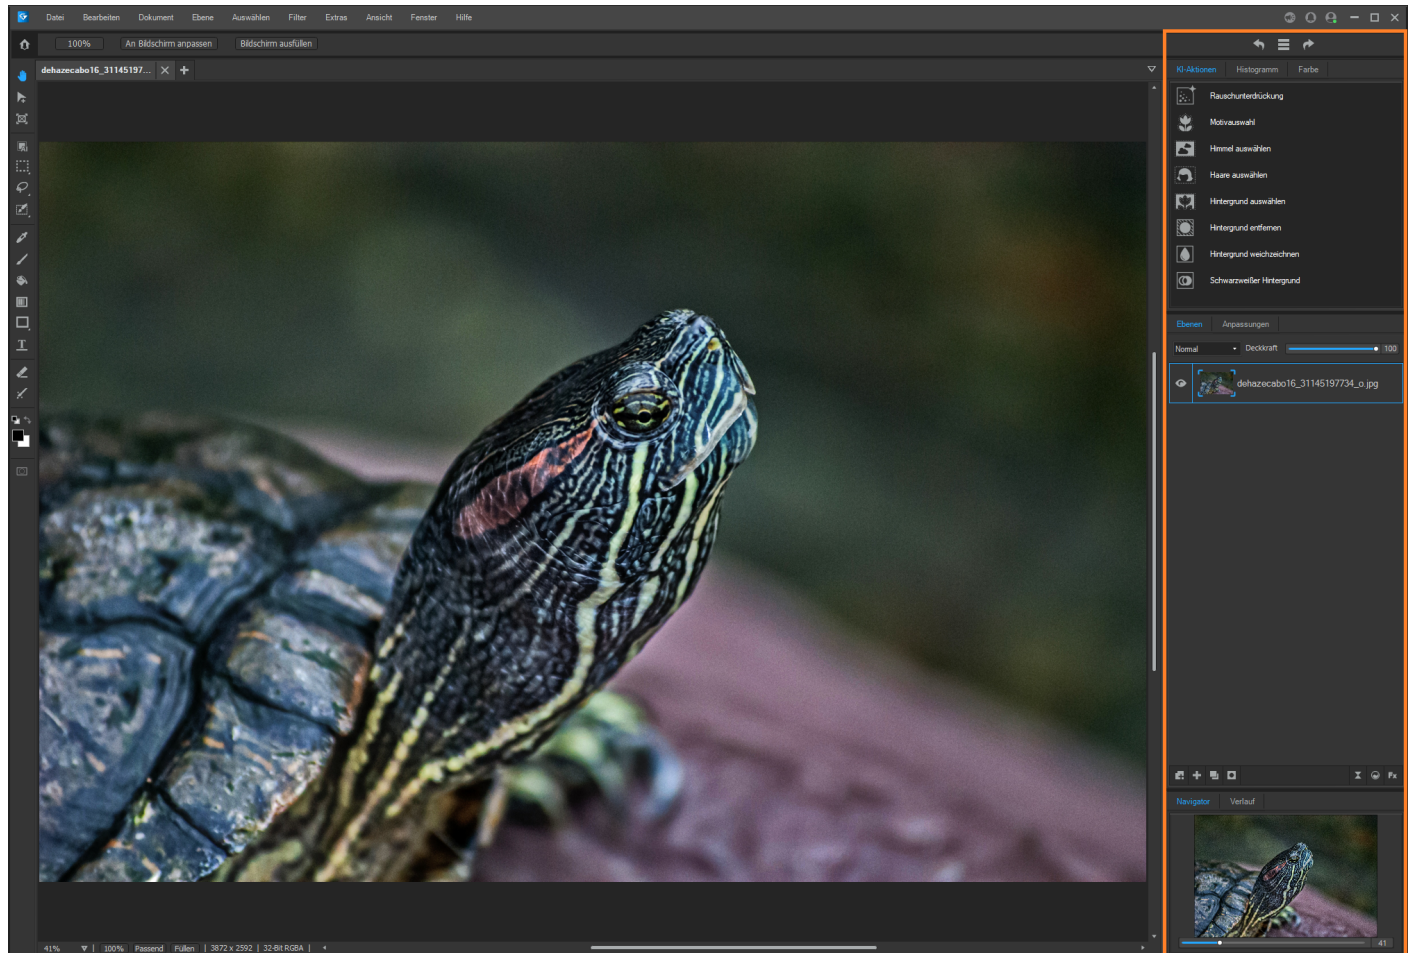 Datei Bearbeiten Dokument Ebene Auswählen Filter Extras Ansicht Fenster Hilfe
100% An Bildschirm anpassen Bildschirm ausfüllen
dehazecabo16_31145197...
KI-Aktionen Histogramm Farbe
Rauschunterdrückung
Motivauswahl
Himmel auswählen
Haare auswählen
Hintergrund auswählen
Hintergrund entfernen
Hintergrund weichzeichnen
Schwarzweißer Hintergrund
Ebenen Anpassungen
Normal Deckkraft 100
dehazecabo16_31145197734_o.jpg
Fx
Navigator Verlauf
41
41% 100% Passend Füllen 3872 x 2592 32-Bit RGBA